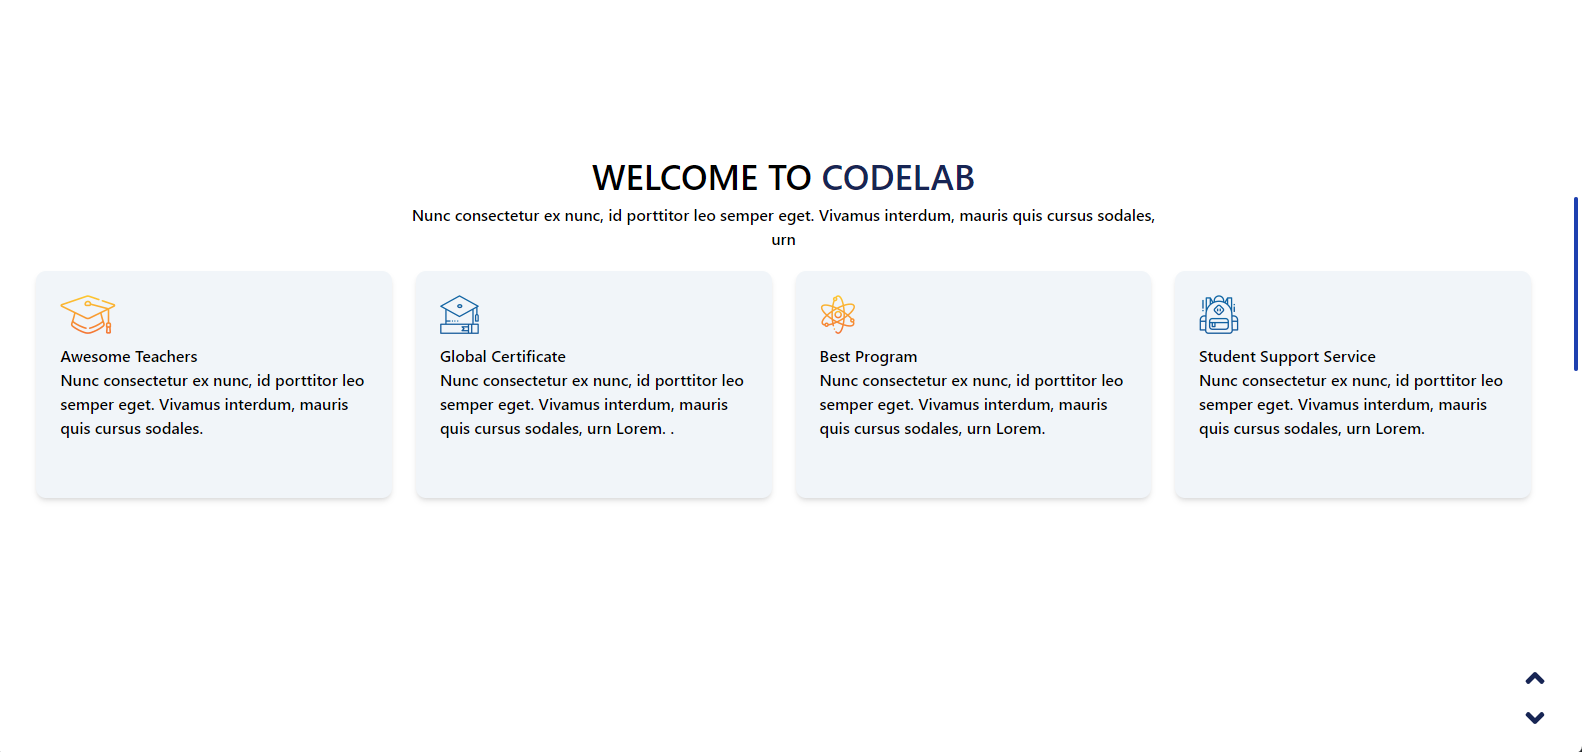 WELCOME TO CODELAB
Nunc consectetur ex nunc, id porttitor leo semper eget. Vivamus interdum, mauris quis cursus sodales,
urn
Awesome Teachers
Nunc consectetur ex nunc, id porttitor leo
semper eget. Vivamus interdum, mauris
quis cursus sodales.
Global Certificate
Nunc consectetur ex nunc, id porttitor leo
semper eget. Vivamus interdum, mauris
quis cursus sodales, urn Lorem. .
Best Program
Nunc consectetur ex nunc, id porttitor leo
semper eget. Vivamus interdum, mauris
quis cursus sodales, urn Lorem.
Student Support Service
Nunc consectetur ex nunc, id porttitor leo
semper eget. Vivamus interdum, mauris
quis cursus sodales, urn Lorem.